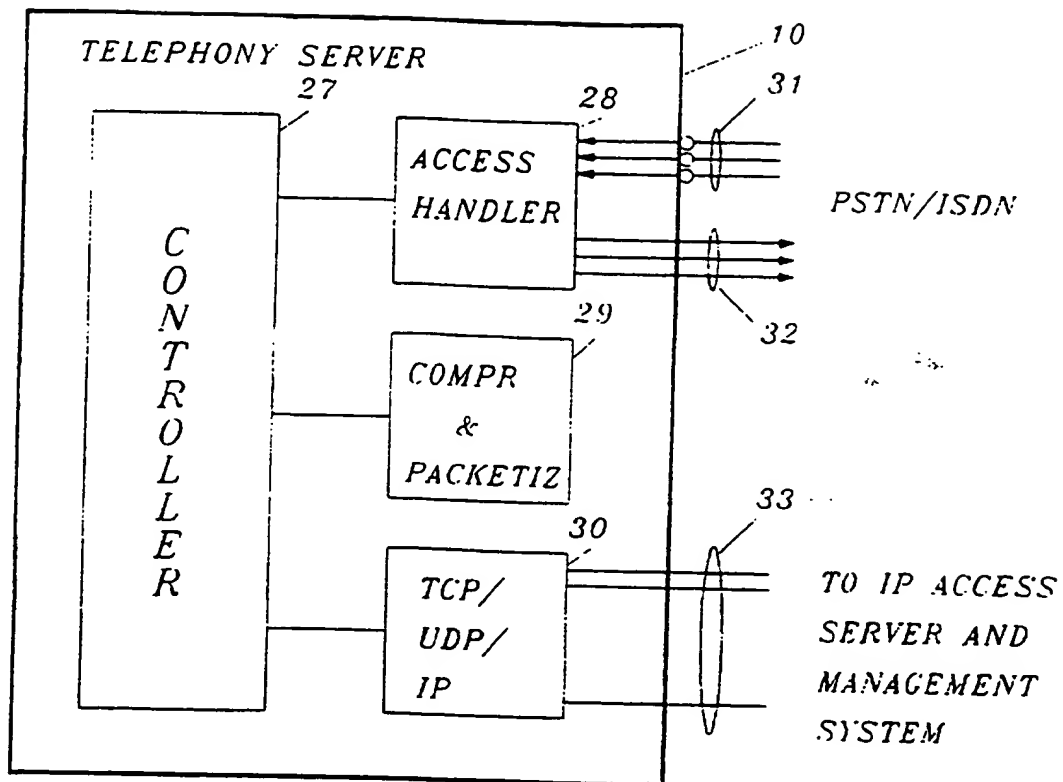 TELEPHONY SERVER
10
27
28
31
CONTROLLER
ACCESS
HANDLER
PSTN/ISDN
32
29
COMPR
&
PACKETIZ
33
30
TCP/
UDP/
IP
TO IP ACCESS
SERVER AND
MANAGEMENT
SYSTEM